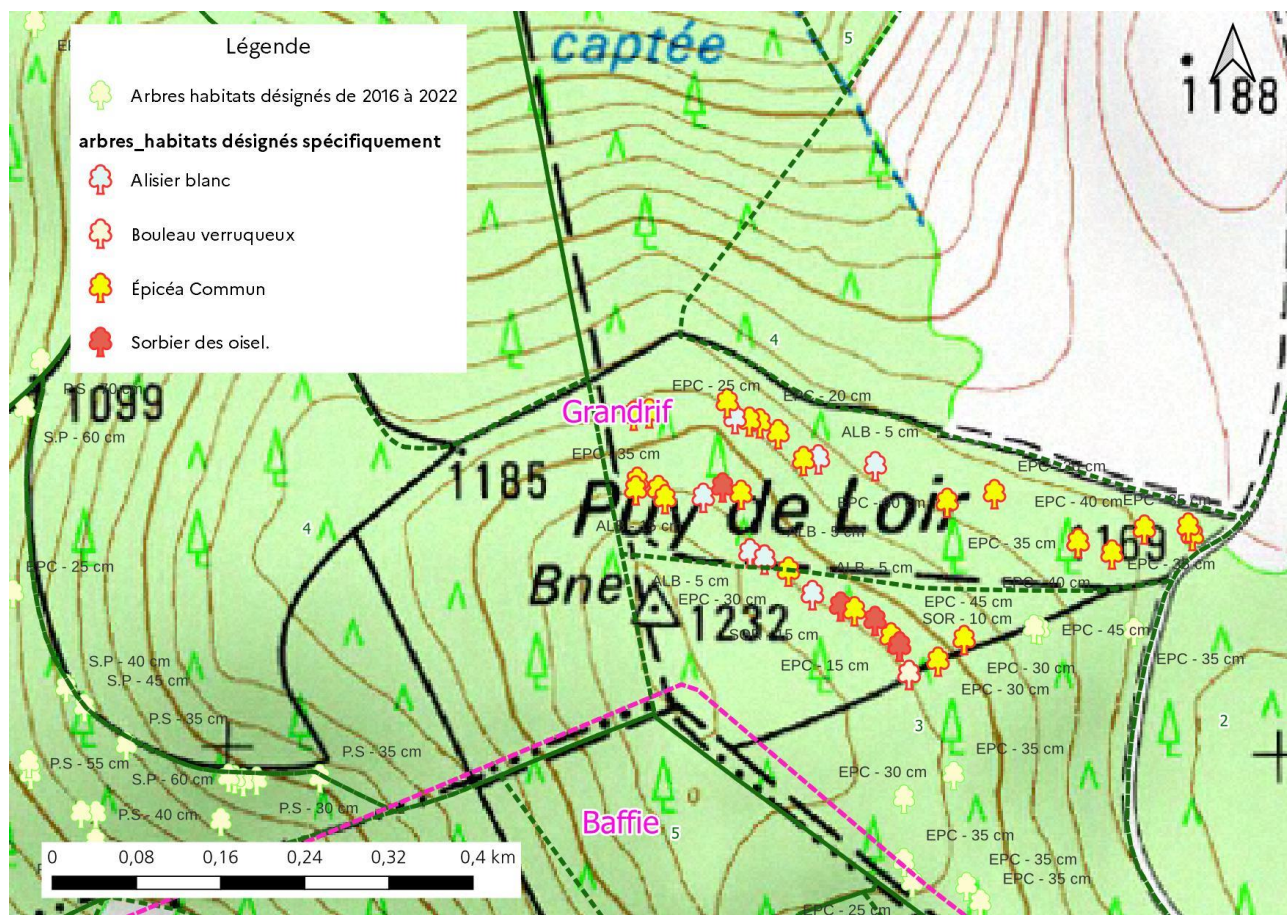 Légende
Arbres habitats désignés de 2016 à 2022
arbres_habitats désignés spécifiquement
Alisier blanc
Bouleau verruqueux
Épicéa Commun
Sorbier des oisel.
captée
5
1188
4
P.S - 70 cm
1099
S.P - 60 cm
EPC - 25 cm
EPC - 20 cm
Grandrif
ALB - 5 cm
EPC - 35 cm
1185
EPC - 40 cm
Puy de Loir
4
ALB - 5 cm
EPC - 35 cm
1169
EPC - 25 cm
ALB - 5 cm
ALB - 5 cm
EPC - 40 cm
Bne
EPC - 30 cm
EPC - 45 cm
1232
SOR - 10 cm
EPC - 45 cm
S.P - 40 cm
EPC - 15 cm
EPC - 35 cm
S.P - 45 cm
EPC - 30 cm
EPC - 30 cm
P.S - 35 cm
3
2
P.S - 35 cm
EPC - 35 cm
P.S - 55 cm
S.P - 60 cm
EPC - 30 cm
P.S - 30 cm
P.S - 40 cm
Baffie
5
EPC - 35 cm
EPC - 35 cm
EPC - 35 cm
EPC - 25 cm
0 0,08 0,16 0,24 0,32 0,4 km